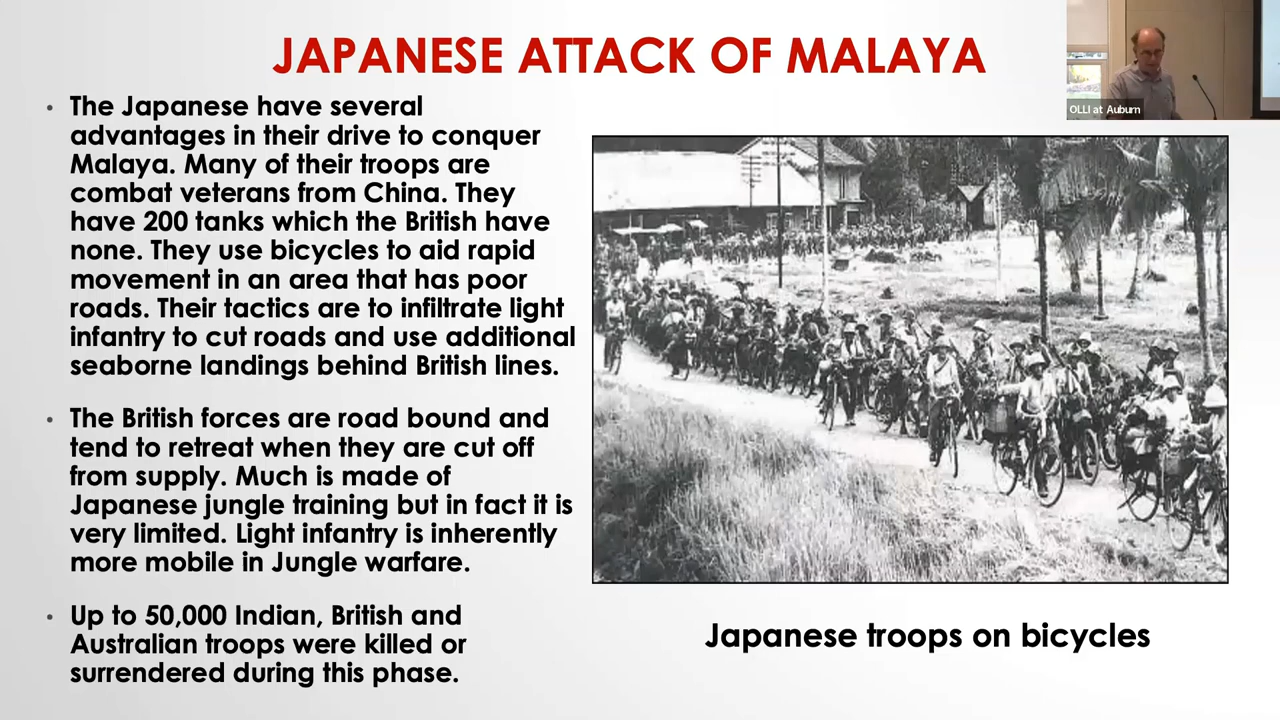 JAPANESE ATTACK OF MALAYA
OLLI at Auburn
• The Japanese have several
advantages in their drive to conquer
Malaya. Many of their troops are
combat veterans from China. They
have 200 tanks which the British have
none. They use bicycles to aid rapid
movement in an area that has poor
roads. Their tactics are to infiltrate light
infantry to cut roads and use additional
seaborne landings behind British lines.
• The British forces are road bound and
tend to retreat when they are cut off
from supply. Much is made of
Japanese jungle training but in fact it is
very limited. Light infantry is inherently
more mobile in Jungle warfare.
• Up to 50,000 Indian, British and
Australian troops were killed or
surrendered during this phase.
Japanese troops on bicycles